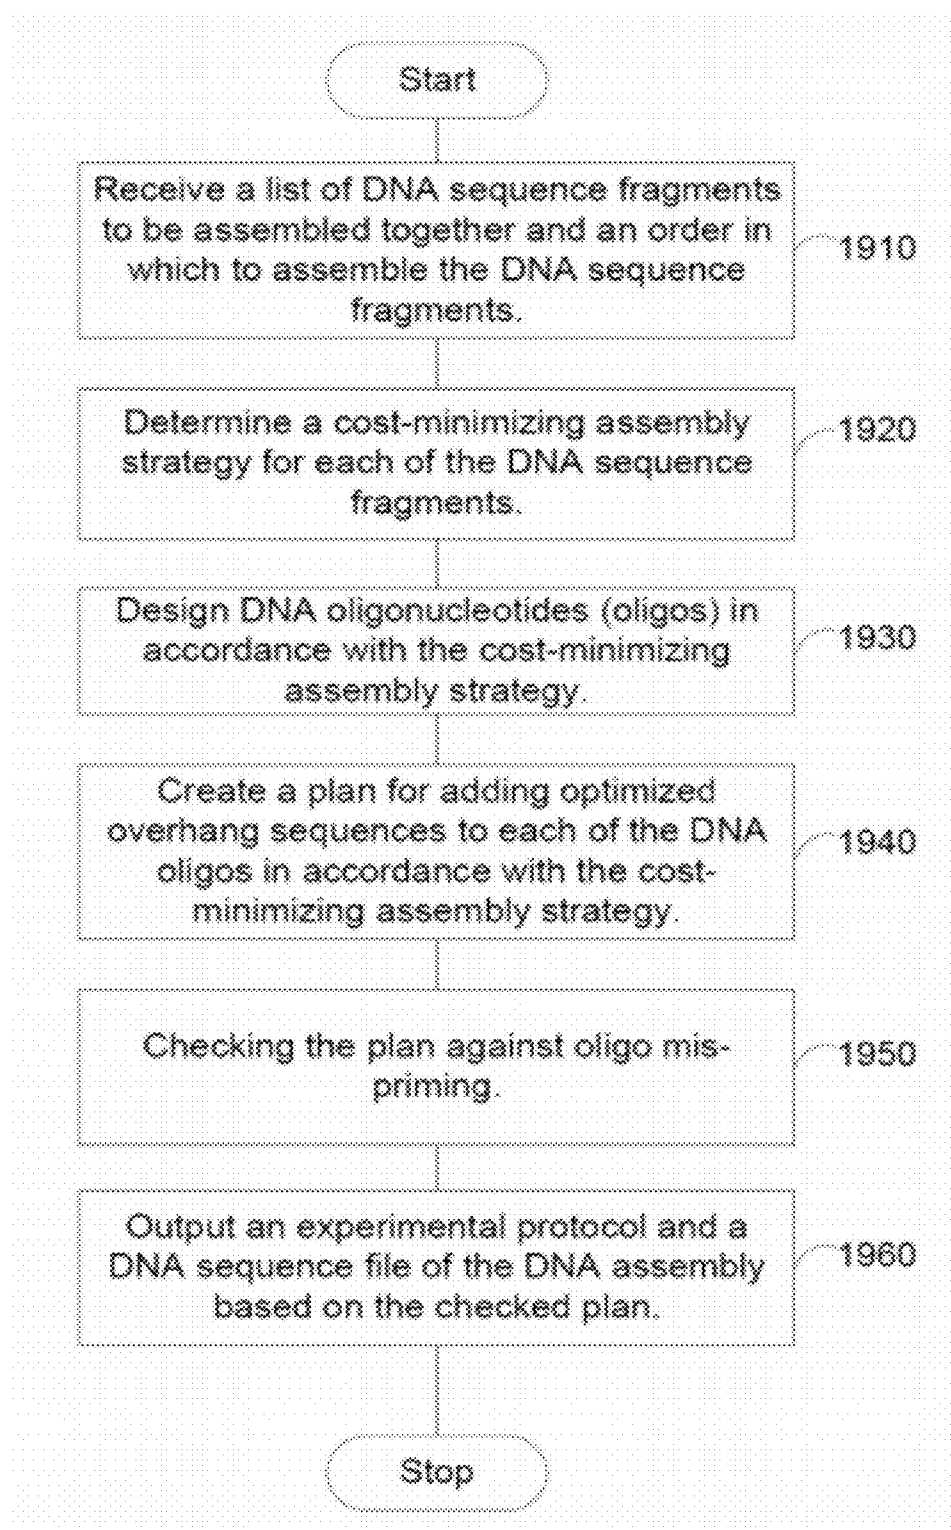 Start
Receive a list of DNA sequence fragments
to be assembled together and an order in
which to assemble the DNA sequence
fragments.
1910
Determine a cost-minimizing assembly
strategy for each of the DNA sequence
fragments.
1920
Design DNA oligonucleotides (oligos) in
accordance with the cost-minimizing
assembly strategy.
1930
Create a plan for adding optimized
overhang sequences to each of the DNA
oligos in accordance with the cost-
minimizing assembly strategy.
1940
Checking the plan against oligo mis-
priming.
1950
Output an experimental protocol and a
DNA sequence file of the DNA assembly
based on the checked plan.
1960
Stop